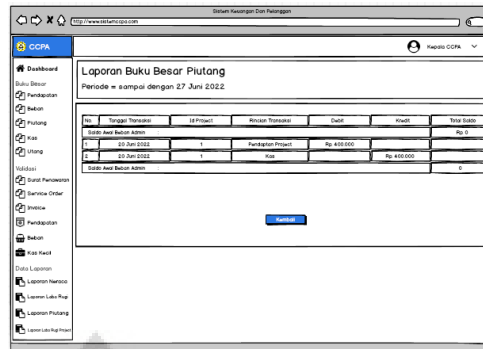 Sistem Keuangan Dan Pelanggan
http://www.sisfemccpa.com
CCPA
Kepala CCPA
Dashboard
Buku Besar
Pendapatan
Beban
Piutang
Kas
Utang
Validasi
Surat Penawaran
Service Order
Invoice
Pendapatan
Beban
Kas Kecil
Data Laporan
Laporan Neraca
Laporan Laba Rugi
Laporan Piutang
Laporan Laba Rugi Project
Laporan Buku Besar Piutang
Periode = sampai dengan 27 Juni 2022
No. Tanggal Transaksi Id Project Rincian Transaksi Debit Kredit Total Saldo
Saldo Awal Beban Admin : Rp 0
1 20 Juni 2022 1 Pendaptan Project Rp. 400.000
2 20 Juni 2022 1 Kas Rp. 400.000
Saldo Awal Beban Admin : 0
Kembali